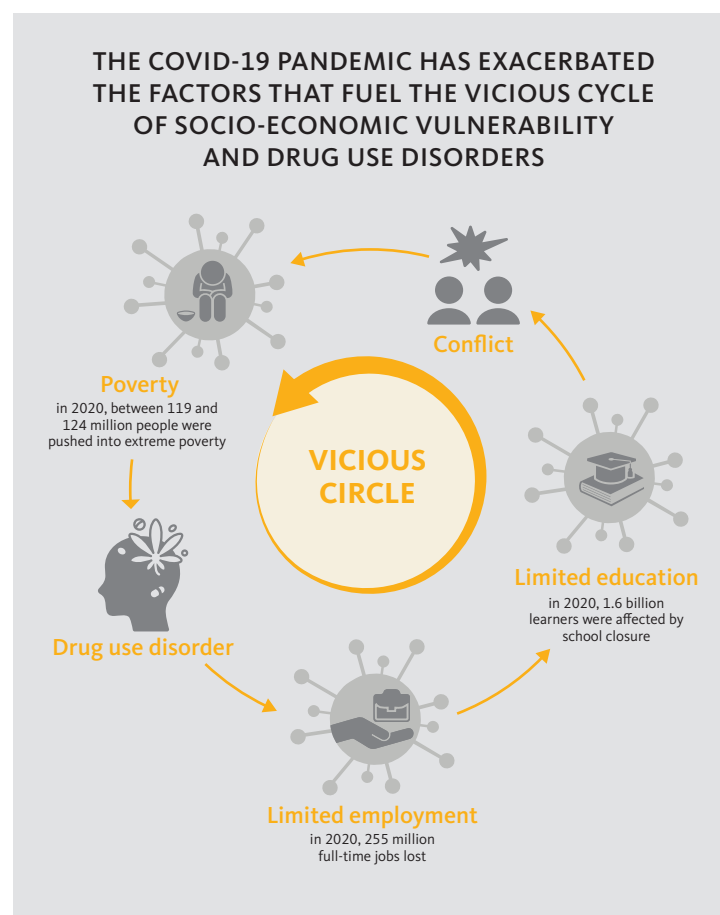 THE COVID-19 PANDEMIC HAS EXACERBATED
THE FACTORS THAT FUEL THE VICIOUS CYCLE
OF SOCIO-ECONOMIC VULNERABILITY
AND DRUG USE DISORDERS
Conflict
Poverty
in 2020, between 119 and
124 million people were
pushed into extreme poverty
VICIOUS
CIRCLE
Limited education
in 2020, 1.6 billion
learners were affected by
school closure
Drug use disorder
Limited employment
in 2020, 255 million
full-time jobs lost